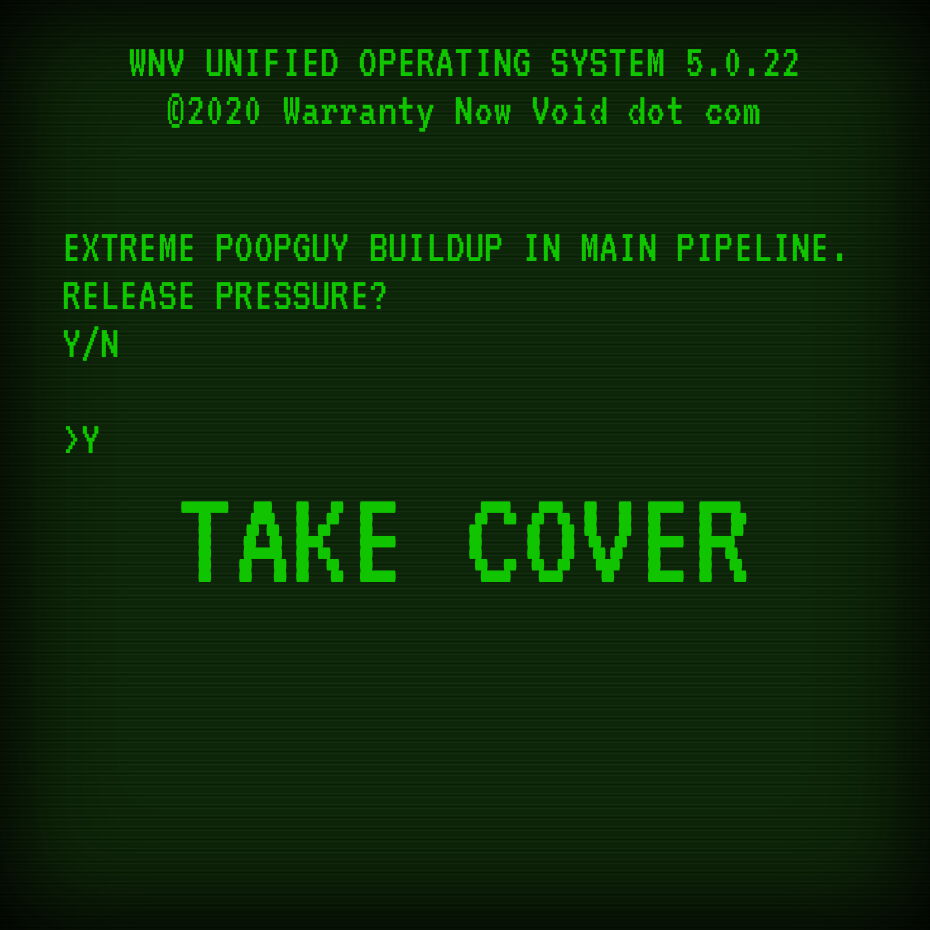 WNV UNIFIED OPERATING SYSTEM 5.0.22
©2020 Warranty Now Void dot com
EXTREME POOPGUY BUILDUP IN MAIN PIPELINE.
RELEASE PRESSURE?
Y/N
>Y
TAKE COVER